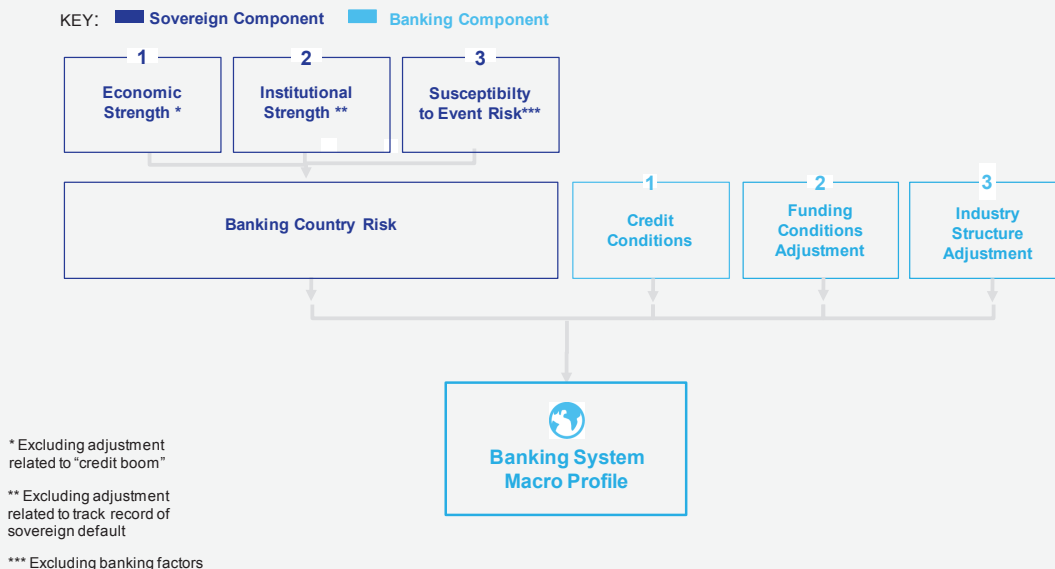 KEY: Sovereign Component Banking Component
1
Economic
Strength *
2
Institutional
Strength **
3
Susceptibilty
to Event Risk***
Banking Country Risk
1
Credit
Conditions
2
Funding
Conditions
Adjustment
3
Industry
Structure
Adjustment
Banking System
Macro Profile
* Excluding adjustment
related to “credit boom”
** Excluding adjustment
related to track record of
sovereign default
*** Excluding banking factors